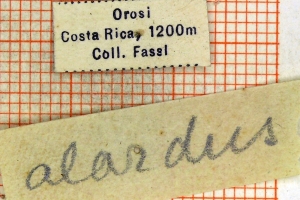 Orosi
Costa Rica, 1200m
Coll. Fassl
alardus